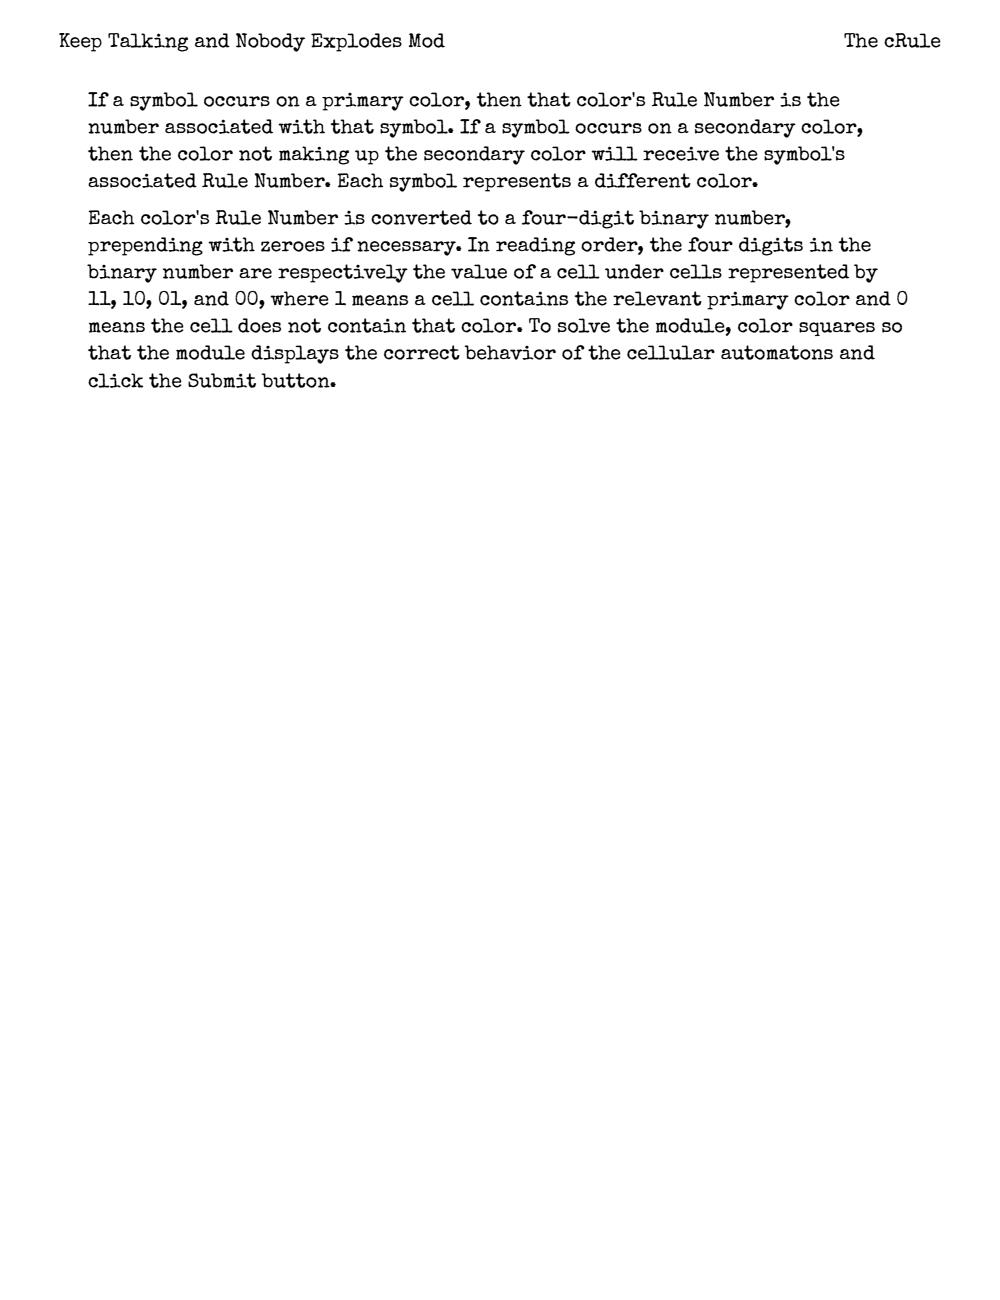 Keep Talking and Nobody Explodes Mod The cRule
If a symbol occurs on a primary color, then that color's Rule Number is the
number associated with that symbol. If a symbol occurs on a secondary color,
then the color not making up the secondary color will receive the symbol's
associated Rule Number. Each symbol represents a different color.
Each color's Rule Number is converted to a four-digit binary number,
prepending with zeroes if necessary. In reading order, the four digits in the
binary number are respectively the value of a cell under cells represented by
11, 10, 01, and 00, where 1 means a cell contains the relevant primary color and 0
means the cell does not contain that color. To solve the module, color squares so
that the module displays the correct behavior of the cellular automatons and
click the Submit button.